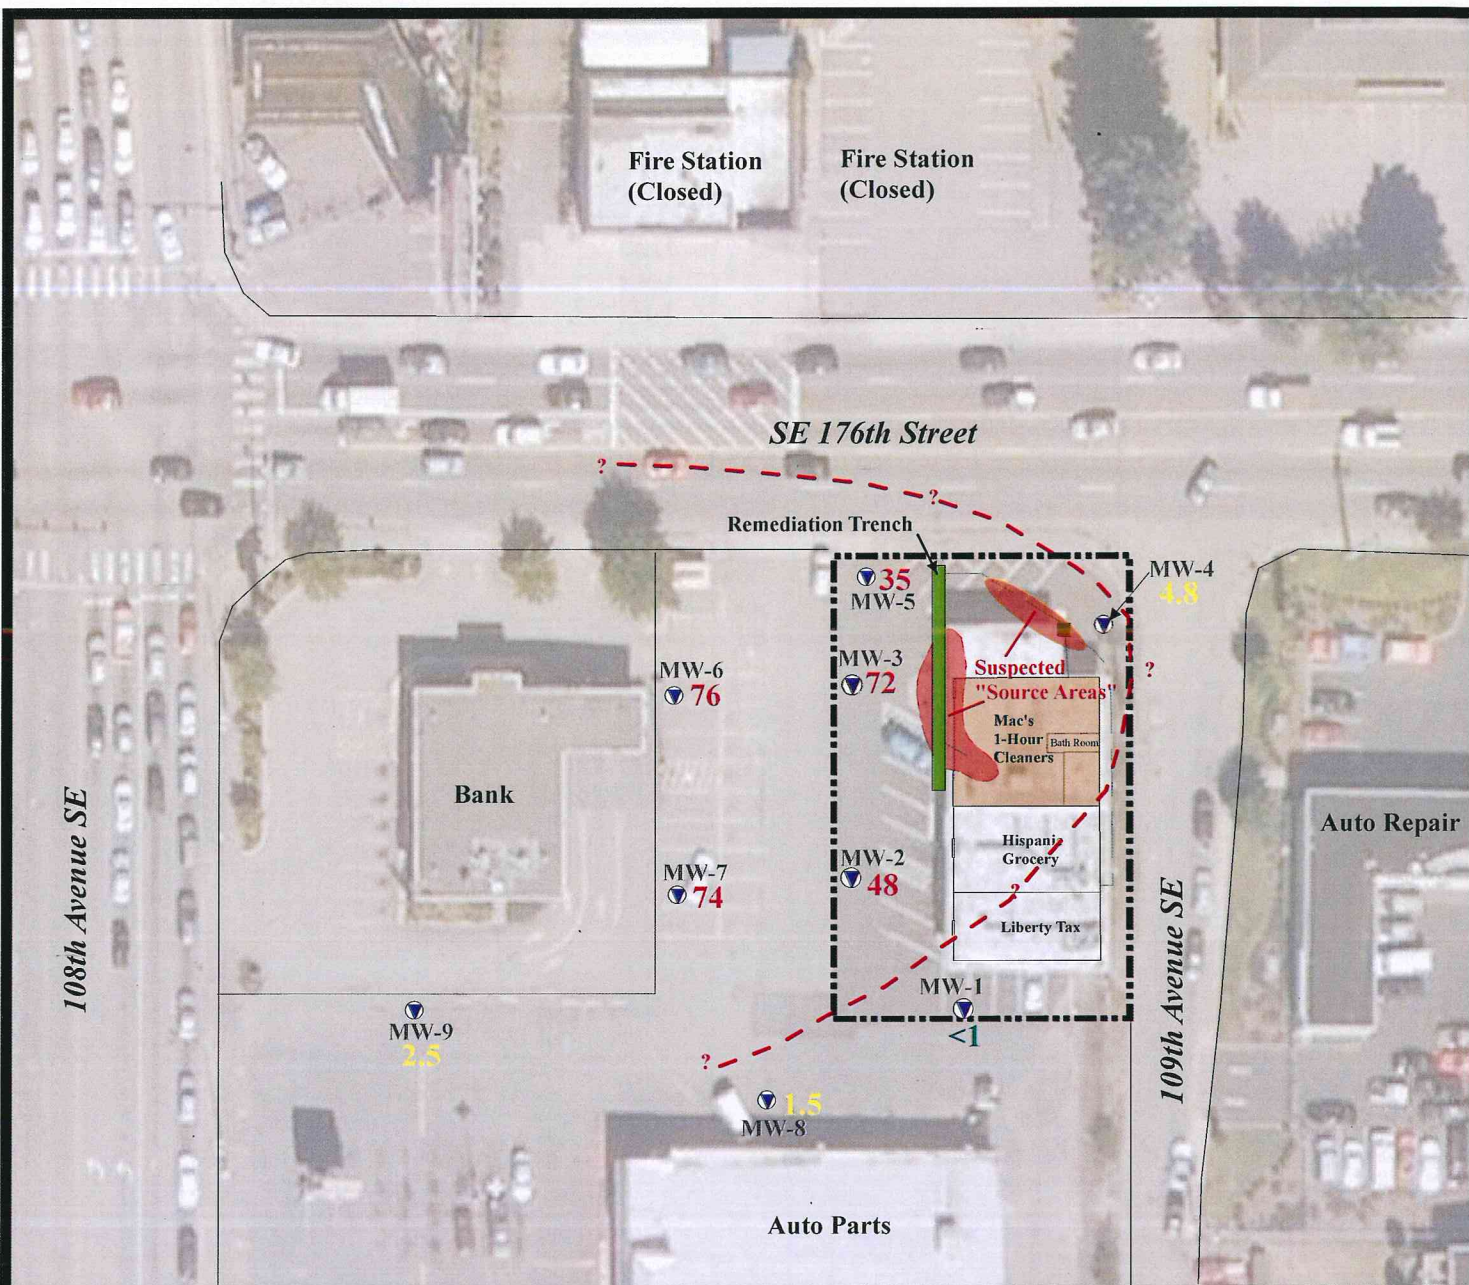 Fire Station
(Closed)
Fire Station
(Closed)
SE 176th Street
?
?
Remediation Trench
MW-4
4.8
35
MW-5
?
MW-3
72
MW-6
76
Suspected
"Source Areas"
Mac's
1-Hour
Cleaners
Bath Room
Bank
Auto Repair
Hispanic
Grocery
MW-2
48
MW-7
74
?
Liberty Tax
108th Avenue SE
109th Avenue SE
MW-1
<1
MW-9
2.5
?
1.5
MW-8
Auto Parts